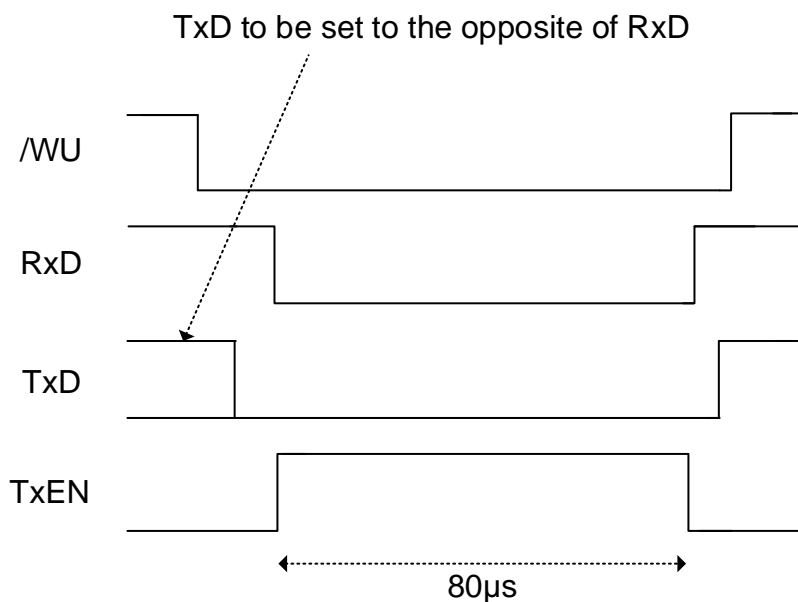 TxD to be set to the opposite of RxD
/WU
RxD
TxD
TxEN
80µs